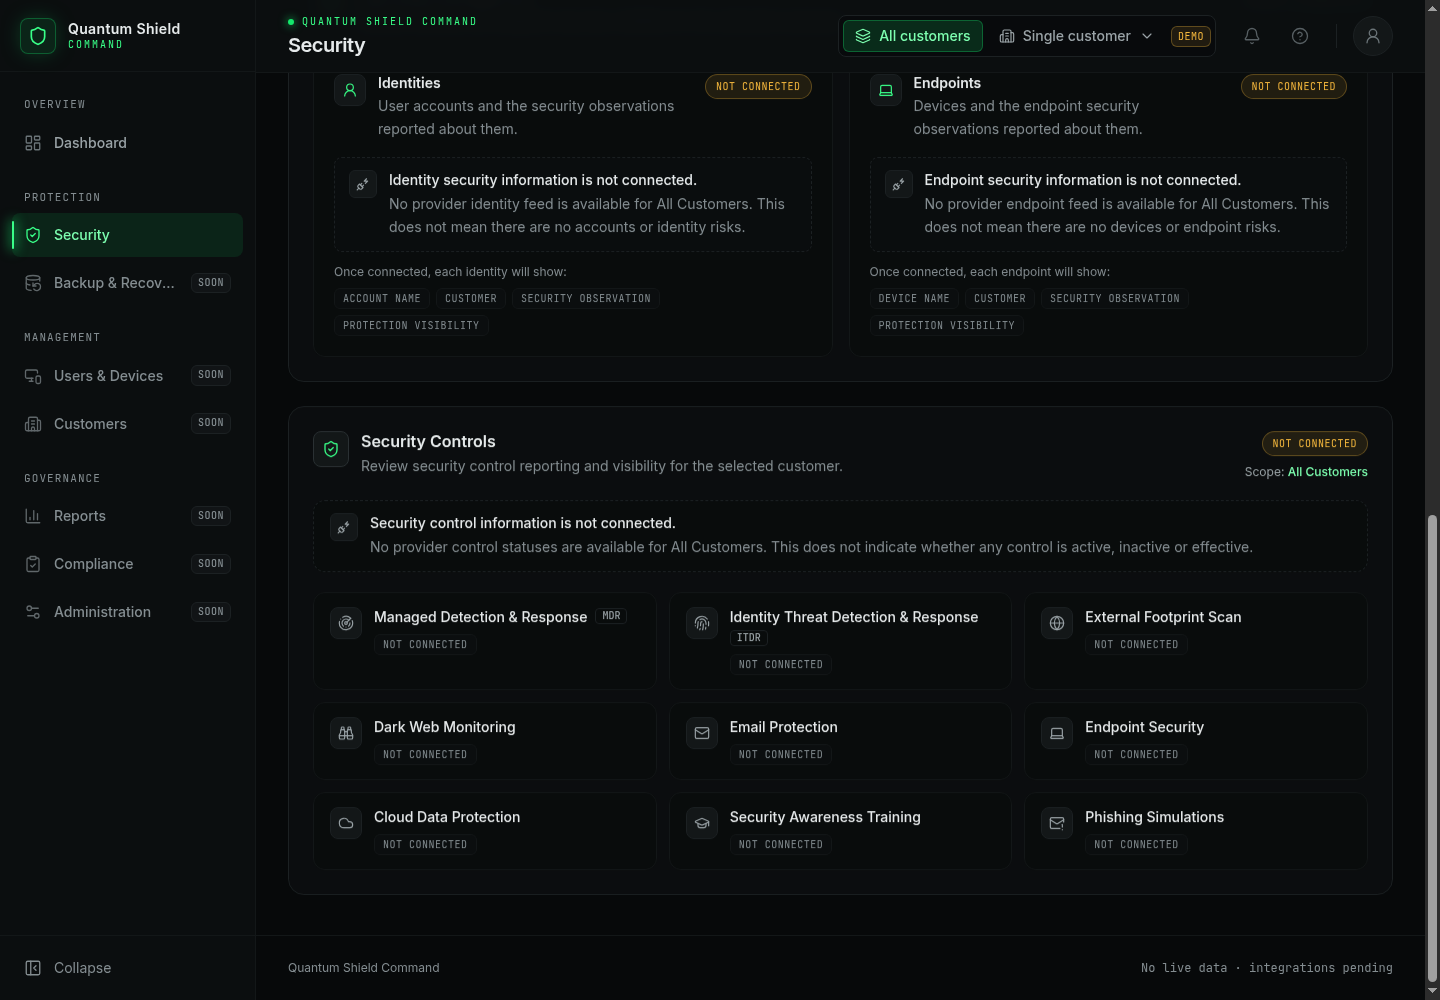 Quantum Shield
COMMAND
OVERVIEW
Dashboard
PROTECTION
Security
Backup & Recov... SOON
MANAGEMENT
Users & Devices SOON
Customers SOON
GOVERNANCE
Reports SOON
Compliance SOON
Administration SOON
Collapse
QUANTUM SHIELD COMMAND
Security
All customers
Single customer
DEMO
Identities
NOT CONNECTED
User accounts and the security observations
reported about them.
Identity security information is not connected.
No provider identity feed is available for All Customers. This
does not mean there are no accounts or identity risks.
Once connected, each identity will show:
ACCOUNT NAME CUSTOMER SECURITY OBSERVATION
PROTECTION VISIBILITY
Endpoints
NOT CONNECTED
Devices and the endpoint security
observations reported about them.
Endpoint security information is not connected.
No provider endpoint feed is available for All Customers. This
does not mean there are no devices or endpoint risks.
Once connected, each endpoint will show:
DEVICE NAME CUSTOMER SECURITY OBSERVATION
PROTECTION VISIBILITY
Security Controls
Review security control reporting and visibility for the selected customer.
NOT CONNECTED
Scope: All Customers
Security control information is not connected.
No provider control statuses are available for All Customers. This does not indicate whether any control is active, inactive or effective.
Managed Detection & Response MDR
NOT CONNECTED
Identity Threat Detection & Response
ITDR
NOT CONNECTED
External Footprint Scan
NOT CONNECTED
Dark Web Monitoring
NOT CONNECTED
Email Protection
NOT CONNECTED
Endpoint Security
NOT CONNECTED
Cloud Data Protection
NOT CONNECTED
Security Awareness Training
NOT CONNECTED
Phishing Simulations
NOT CONNECTED
Quantum Shield Command
No live data · integrations pending